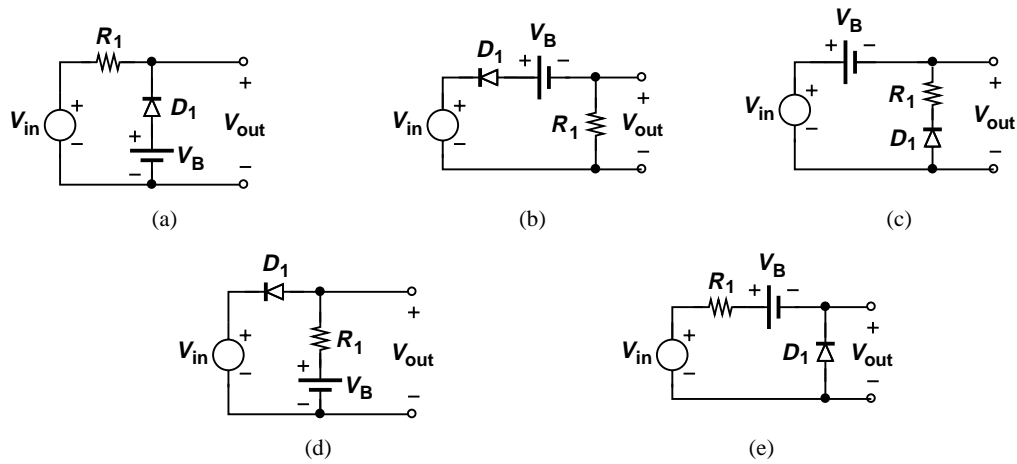 R1
D1
Vin
+
−
+
−
VB
+
Vout
−
(a)
D1
+
VB
−
Vin
+
−
R1
+
Vout
−
(b)
VB
+
−
Vin
+
−
R1
D1
+
Vout
−
(c)
D1
Vin
+
−
R1
+
−
VB
+
Vout
−
(d)
R1
+
VB
−
Vin
+
−
D1
+
Vout
−
(e)